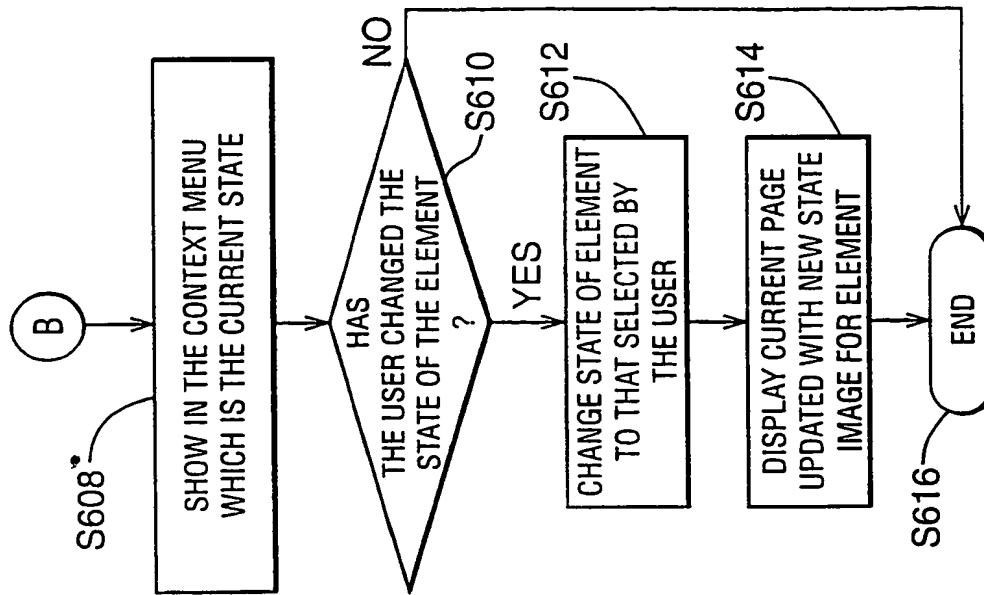 B
S608
SHOW IN THE CONTEXT MENU
WHICH IS THE CURRENT STATE
HAS
THE USER CHANGED THE
STATE OF THE ELEMENT
?
NO
S610
YES
S612
CHANGE STATE OF ELEMENT
TO THAT SELECTED BY
THE USER
S614
DISPLAY CURRENT PAGE
UPDATED WITH NEW STATE
IMAGE FOR ELEMENT
S616
END